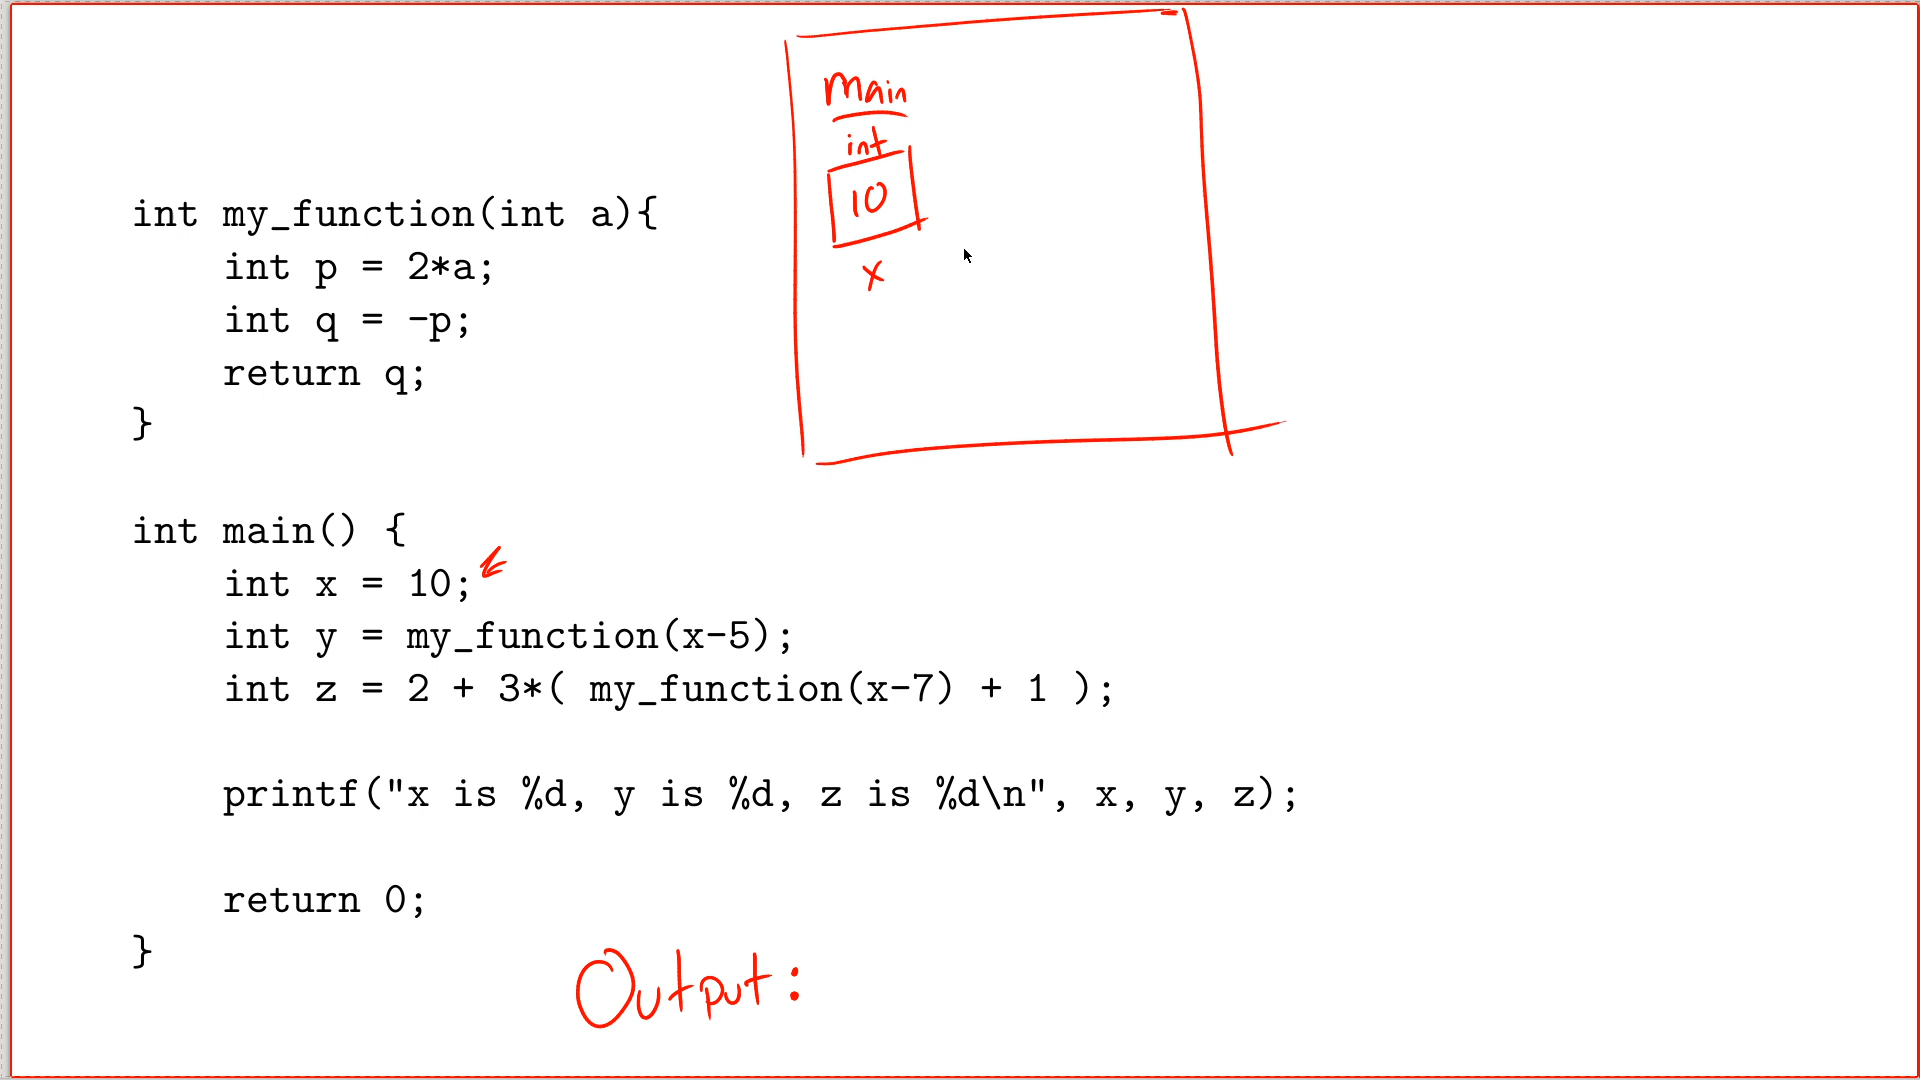 main
int
10
x
int my_function(int a){
    int p = 2*a;
    int q = -p;
    return q;
}
int main() {
    int x = 10;
    int y = my_function(x-5);
    int z = 2 + 3*( my_function(x-7) + 1 );
    printf("x is %d, y is %d, z is %d\n", x, y, z);
    return 0;
}
Output: